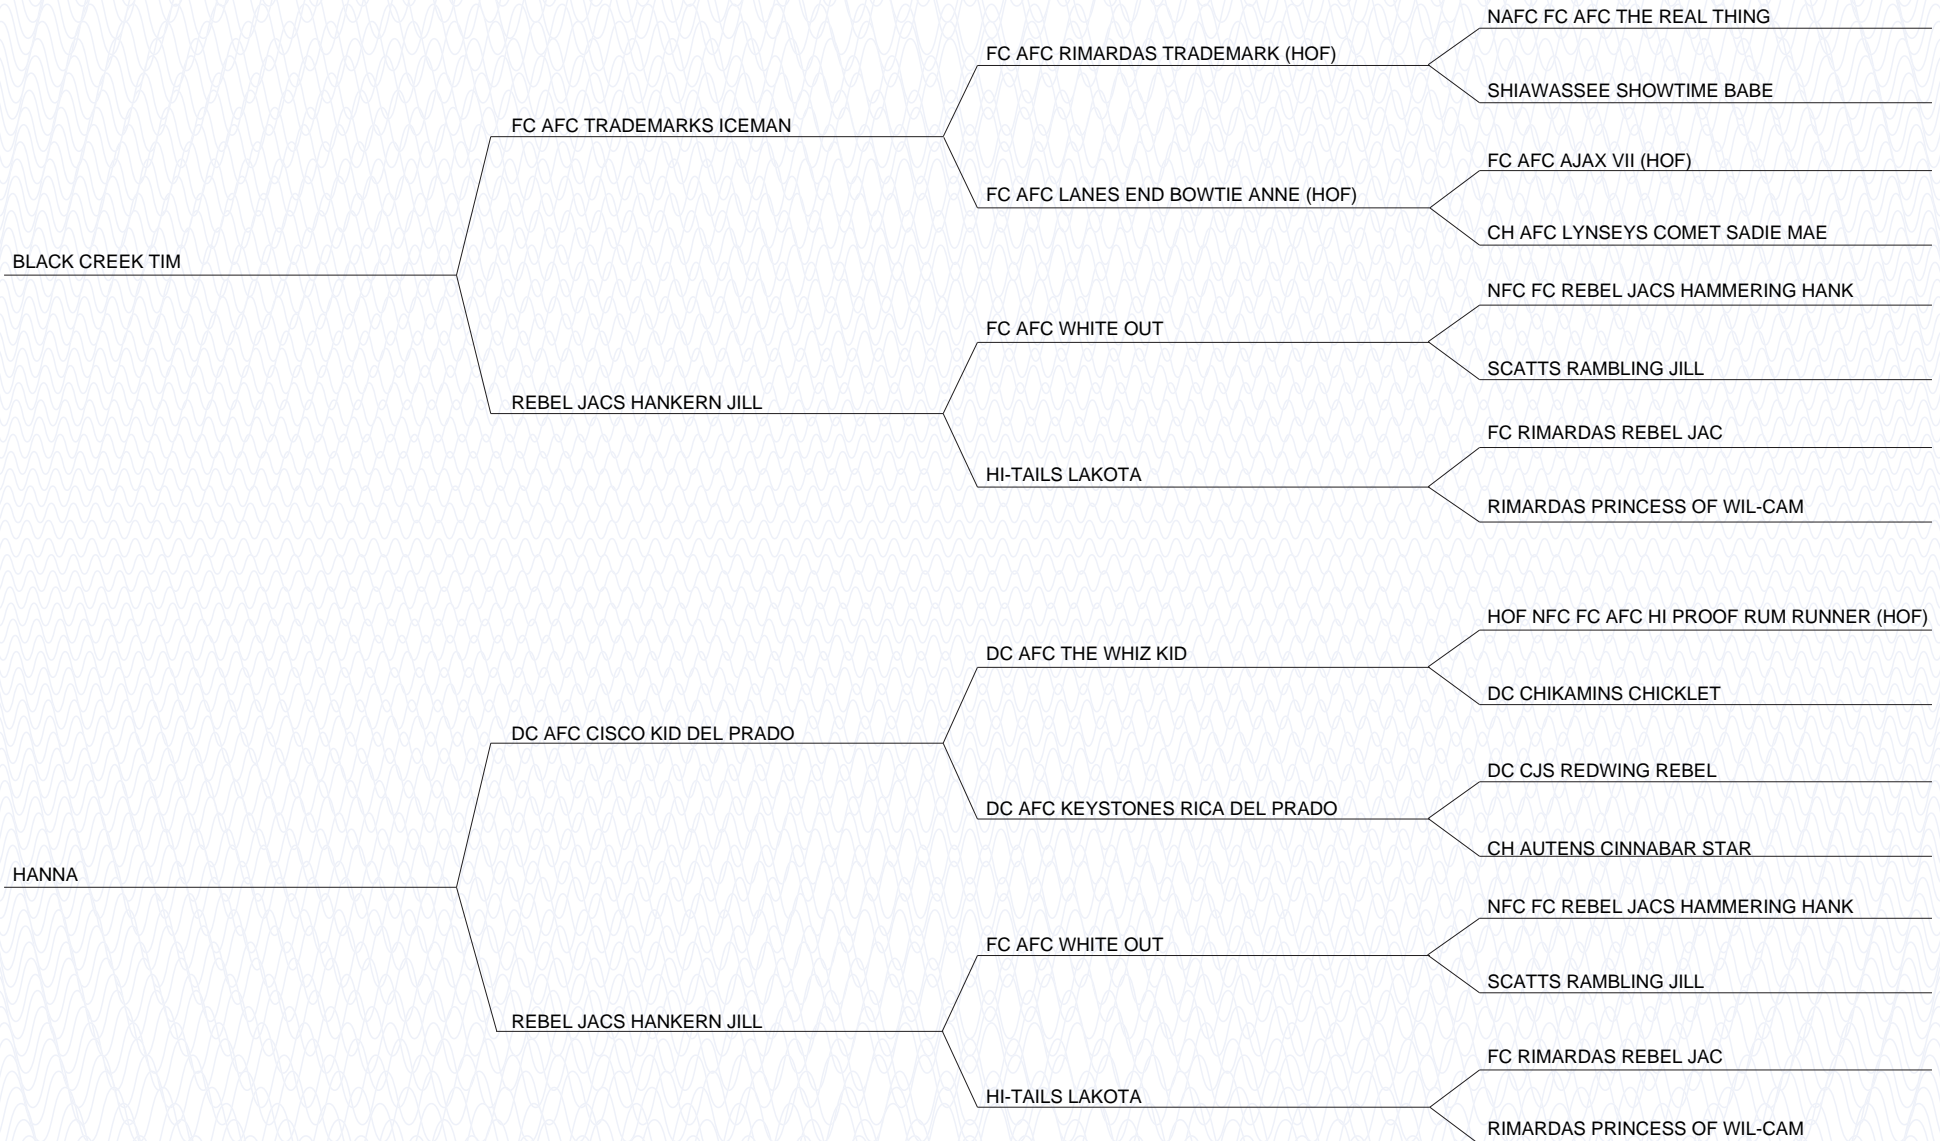 NAFC FC AFC THE REAL THING
FC AFC RIMARDAS TRADEMARK (HOF)
SHIAWASSEE SHOWTIME BABE
FC AFC TRADEMARKS ICEMAN
FC AFC AJAX VII (HOF)
FC AFC LANES END BOWTIE ANNE (HOF)
CH AFC LYNSEYS COMET SADIE MAE
BLACK CREEK TIM
NFC FC REBEL JACS HAMMERING HANK
FC AFC WHITE OUT
SCATTS RAMBLING JILL
REBEL JACS HANKERN JILL
FC RIMARDAS REBEL JAC
HI-TAILS LAKOTA
RIMARDAS PRINCESS OF WIL-CAM
HOF NFC FC AFC HI PROOF RUM RUNNER (HOF)
DC AFC THE WHIZ KID
DC CHIKAMINS CHICKLET
DC AFC CISCO KID DEL PRADO
DC CJS REDWING REBEL
DC AFC KEYSTONES RICA DEL PRADO
CH AUTENS CINNABAR STAR
HANNA
NFC FC REBEL JACS HAMMERING HANK
FC AFC WHITE OUT
SCATTS RAMBLING JILL
REBEL JACS HANKERN JILL
FC RIMARDAS REBEL JAC
HI-TAILS LAKOTA
RIMARDAS PRINCESS OF WIL-CAM